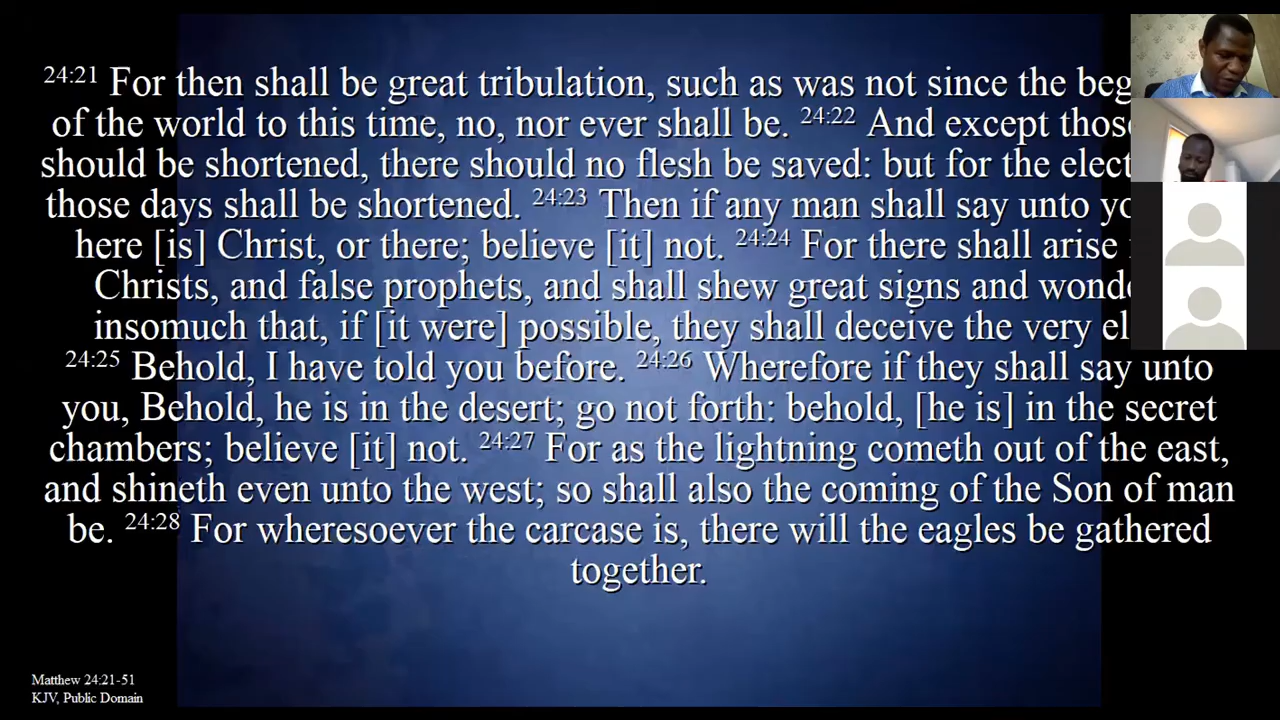 24:21 For then shall be great tribulation, such as was not since the
of the world to this time, no, nor ever shall be. 24:22 And except
should be shortened, there should no flesh be saved: but for the elect
those days shall be shortened. 24:23 Then if any man shall say unto
here [is] Christ, or there; believe [it] not. 24:24 For there shall arise
Christs, and false prophets, and shall shew great signs and
insomuch that, if [it were] possible, they shall deceive the very
24:25 Behold, I have told you before. 24:26 Wherefore if they shall say unto
you, Behold, he is in the desert; go not forth: behold, [he is] in the secret
chambers; believe [it] not. 24:27 For as the lightning cometh out of the east,
and shineth even unto the west; so shall also the coming of the Son of man
be. 24:28 For wheresoever the carcase is, there will the eagles be gathered
together.
Matthew 24:21-51
KJV, Public Domain